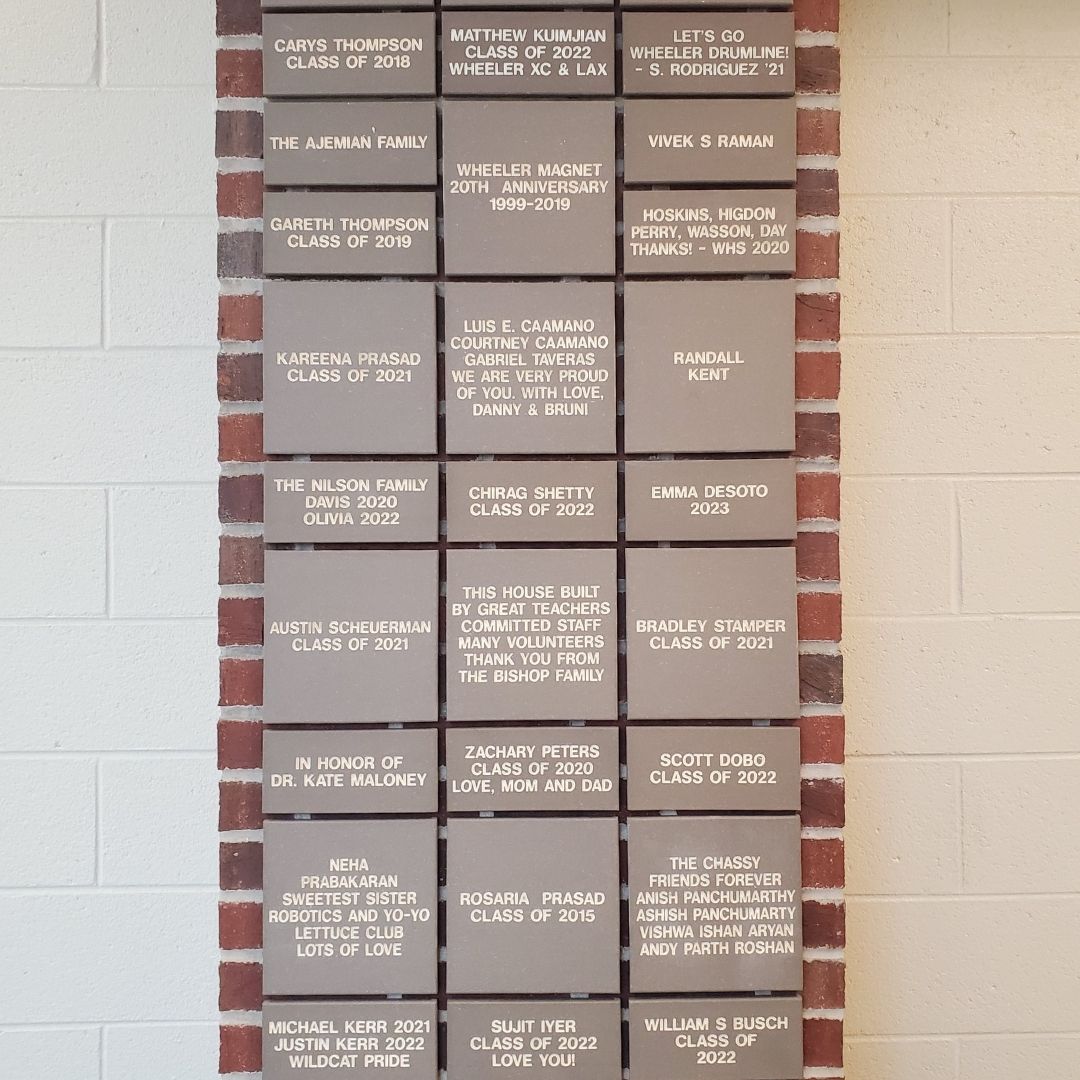 CARYS THOMPSON
CLASS OF 2018
MATTHEW KUIMJIAN
CLASS OF 2022
WHEELER XC & LAX
LET'S GO
WHEELER DRUMLINE!
- S. RODRIGUEZ '21
THE AJEMIAN FAMILY
WHEELER MAGNET
20TH ANNIVERSARY
1999-2019
VIVEK S RAMAN
GARETH THOMPSON
CLASS OF 2019
HOSKINS, HIGDON
PERRY, WASSON, DAY
THANKS! - WHS 2020
KAREENA PRASAD
CLASS OF 2021
LUIS E. CAAMANO
COURTNEY CAAMANO
GABRIEL TAVERAS
WE ARE VERY PROUD
OF YOU. WITH LOVE,
DANNY & BRUNI
RANDALL
KENT
THE NILSON FAMILY
DAVIS 2020
OLIVIA 2022
CHIRAG SHETTY
CLASS OF 2022
EMMA DESOTO
2023
AUSTIN SCHEUERMAN
CLASS OF 2021
THIS HOUSE BUILT
BY GREAT TEACHERS
COMMITTED STAFF
MANY VOLUNTEERS
THANK YOU FROM
THE BISHOP FAMILY
BRADLEY STAMPER
CLASS OF 2021
IN HONOR OF
DR. KATE MALONEY
ZACHARY PETERS
CLASS OF 2020
LOVE, MOM AND DAD
SCOTT DOBO
CLASS OF 2022
NEHA
PRABAKARAN
SWEETEST SISTER
ROBOTICS AND YO-YO
LETTUCE CLUB
LOTS OF LOVE
ROSARIA PRASAD
CLASS OF 2015
THE CHASSY
FRIENDS FOREVER
ANISH PANCHUMARTHY
ASHISH PANCHUMARTY
VISHWA ISHAN ARYAN
ANDY PARTH ROSHAN
MICHAEL KERR 2021
JUSTIN KERR 2022
WILDCAT PRIDE
SUJIT IYER
CLASS OF 2022
LOVE YOU!
WILLIAM S BUSCH
CLASS OF
2022